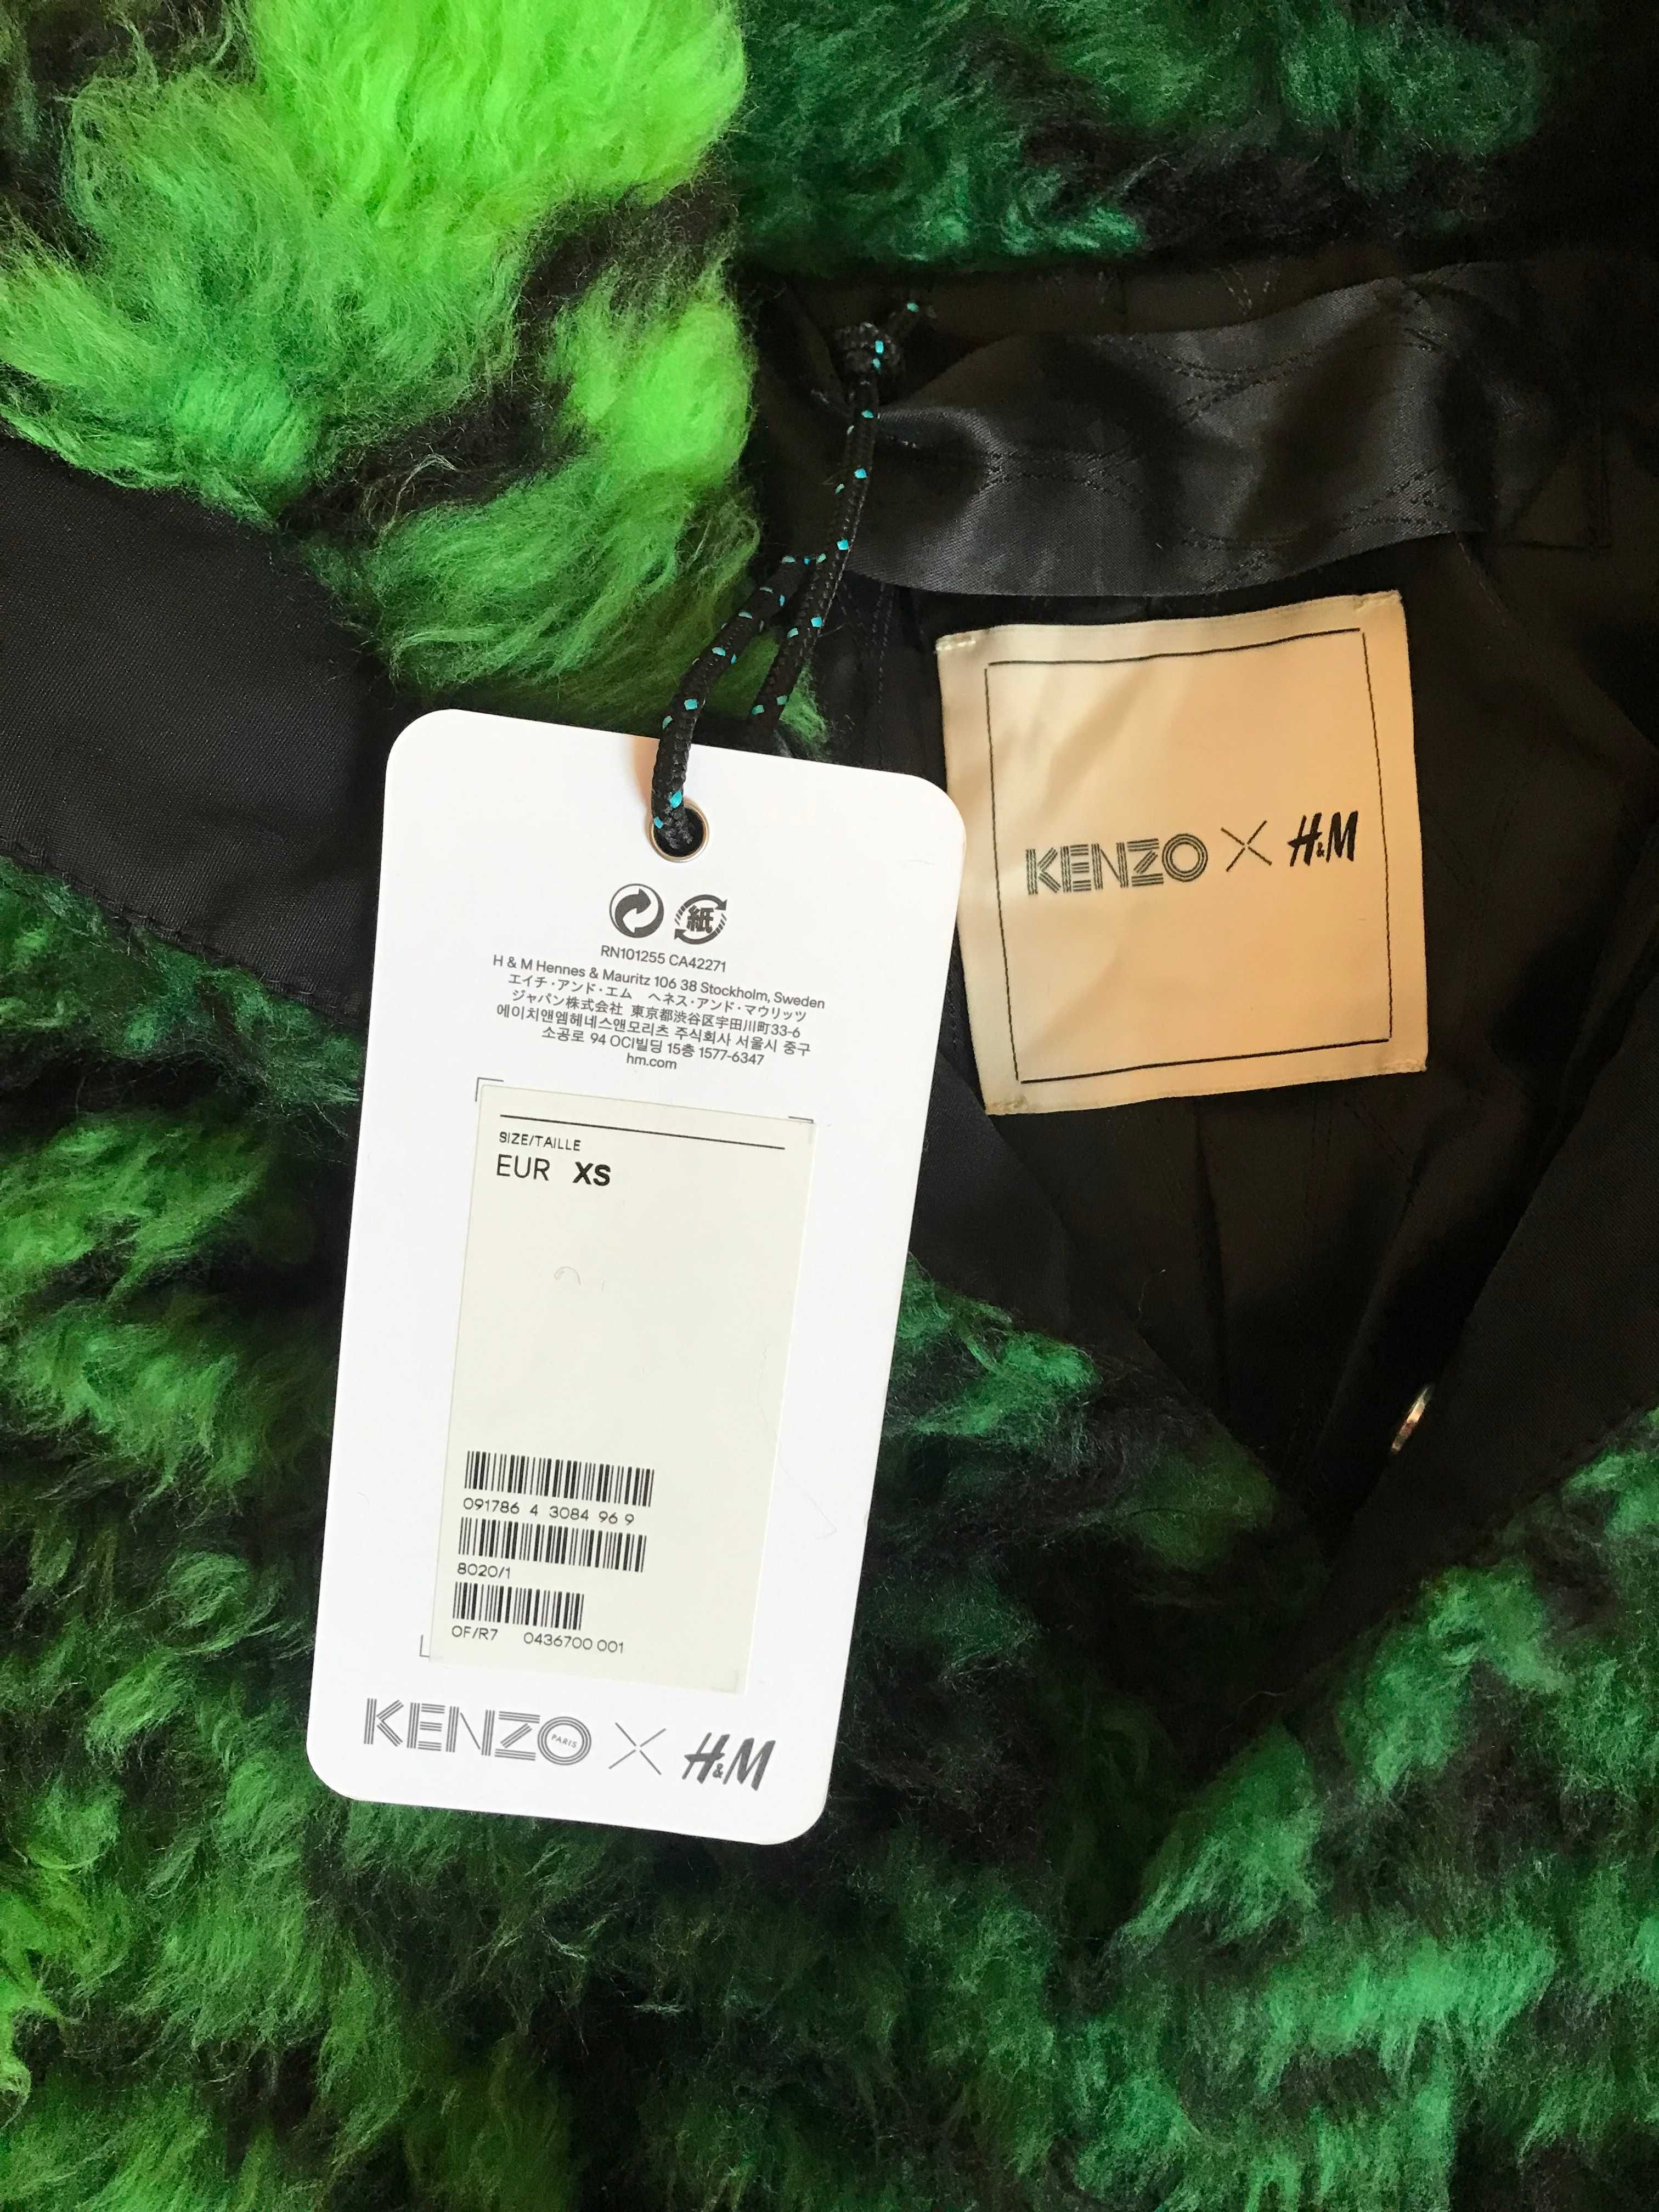 KENZO X H&M
紙
RN101255 CA42271
H & M Hennes & Mauritz 106 38 Stockholm, Sweden
エイチ・アンド・エム ヘネス・アンド・マウリッツ
ジャパン株式会社 東京都渋谷区宇田川町33-6
에이치앤엠헤네스앤모리츠 주식회사 서울시 중구
소공로 94 OCI빌딩 15층 1577-6347
hm.com
SIZE/TAILLE
EUR XS
091786 4 3084 96 9
8020/1
OF/R7 0436700 001
KENZO PARIS X H&M